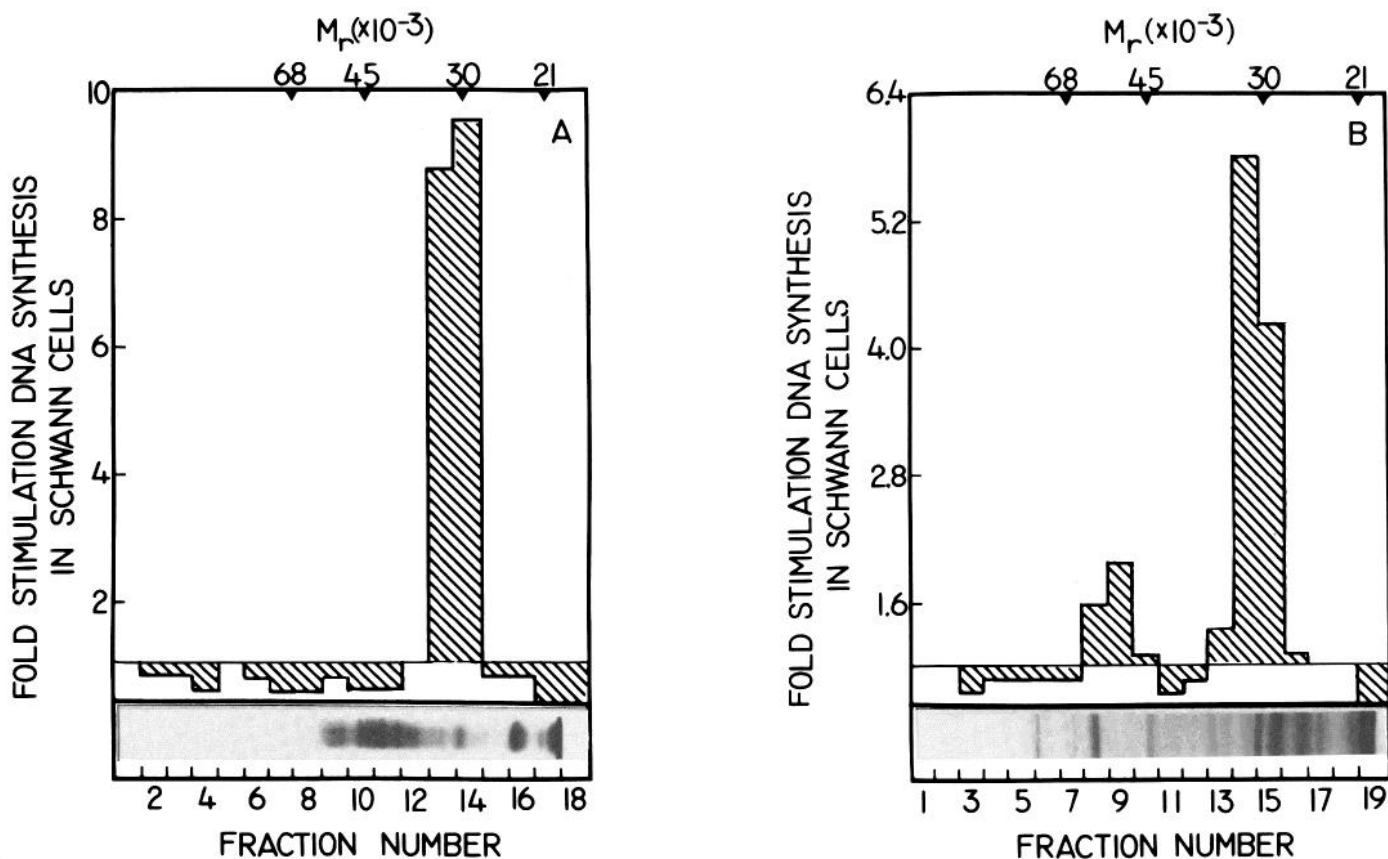 Mr(×10-3)
68 45 30 21
10
8
6
4
2
A
FOLD STIMULATION DNA SYNTHESIS
IN SCHWANN CELLS
2 4 6 8 10 12 14 16 18
FRACTION NUMBER
Mr(×10-3)
68 45 30 21
6.4
5.2
4.0
2.8
1.6
B
FOLD STIMULATION DNA SYNTHESIS
IN SCHWANN CELLS
1 3 5 7 9 11 13 15 17 19
FRACTION NUMBER